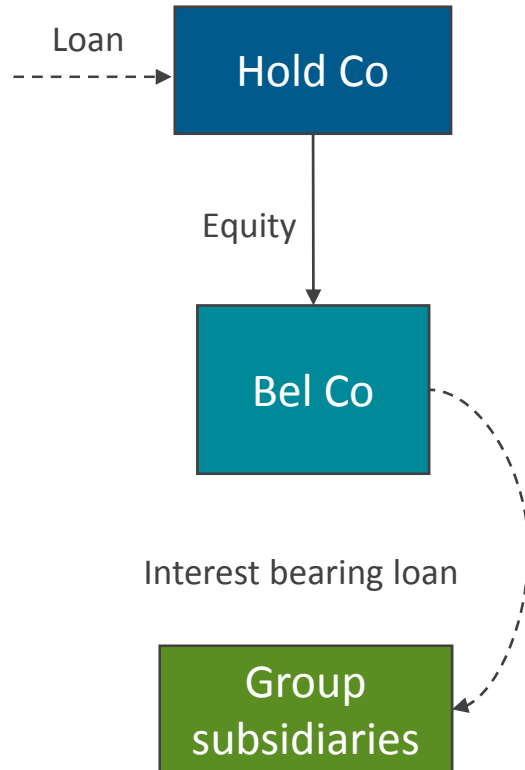 Loan
Hold Co
Equity
Bel Co
Interest bearing loan
Group
subsidiaries